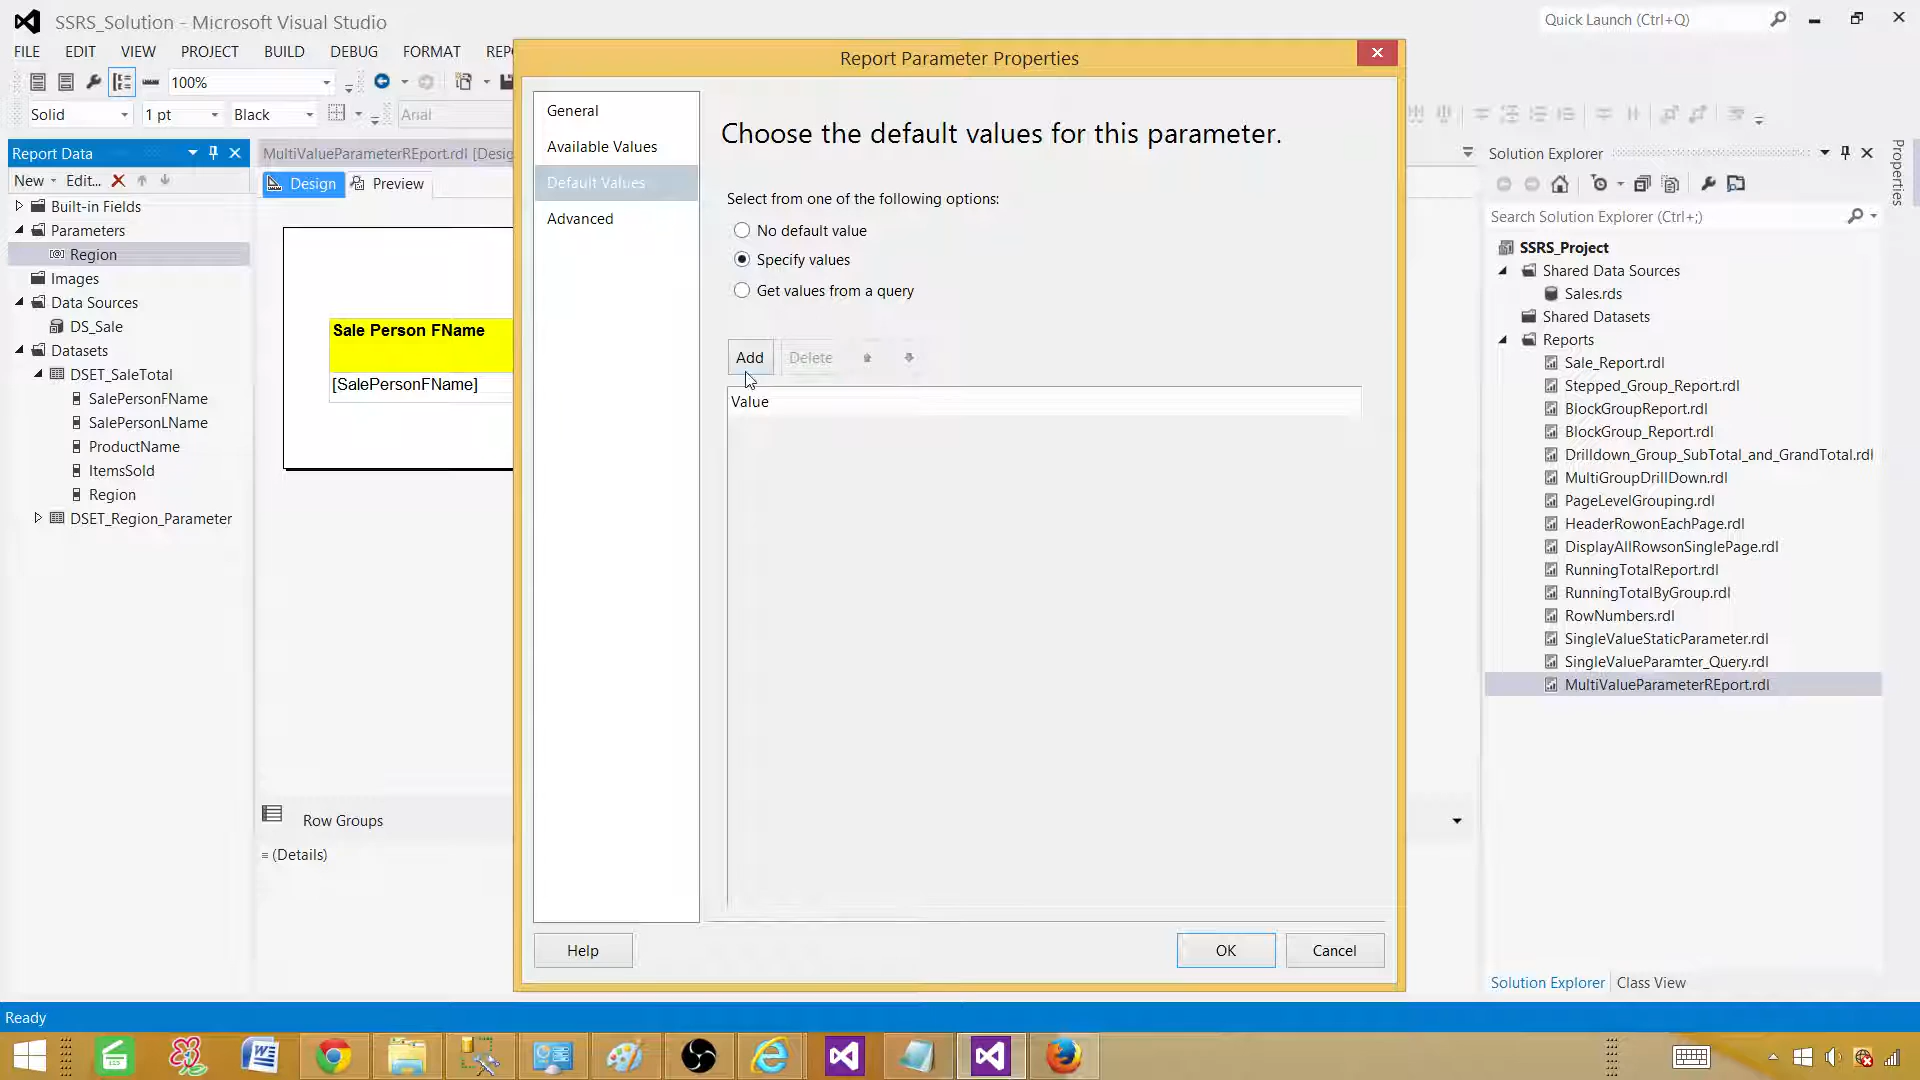 SSRS_Solution - Microsoft Visual Studio
Quick Launch (Ctrl+Q)
FILE EDIT VIEW PROJECT BUILD DEBUG FORMAT REPO
100%
Solid 1 pt Black Arial
Report Parameter Properties
Report Data
New Edit...
Built-in Fields
Parameters
Region
Images
Data Sources
DS_Sale
Datasets
DSET_SaleTotal
SalePersonFName
SalePersonLName
ProductName
ItemsSold
Region
DSET_Region_Parameter
MultiValueParameterREport.rdl [Desig
Design Preview
Sale Person FName
[SalePersonFName]
Row Groups
(Details)
General
Available Values
Default Values
Advanced
Choose the default values for this parameter.
Select from one of the following options:
No default value
Specify values
Get values from a query
Add Delete
Value
Help OK Cancel
Solution Explorer
Search Solution Explorer (Ctrl+;)
SSRS_Project
Shared Data Sources
Sales.rds
Shared Datasets
Reports
Sale_Report.rdl
Stepped_Group_Report.rdl
BlockGroupReport.rdl
BlockGroup_Report.rdl
Drilldown_Group_SubTotal_and_GrandTotal.rdl
MultiGroupDrillDown.rdl
PageLevelGrouping.rdl
HeaderRowonEachPage.rdl
DisplayAllRowsonSinglePage.rdl
RunningTotalReport.rdl
RunningTotalByGroup.rdl
RowNumbers.rdl
SingleValueStaticParameter.rdl
SingleValueParamter_Query.rdl
MultiValueParameterREport.rdl
Solution Explorer Class View
Properties
Ready